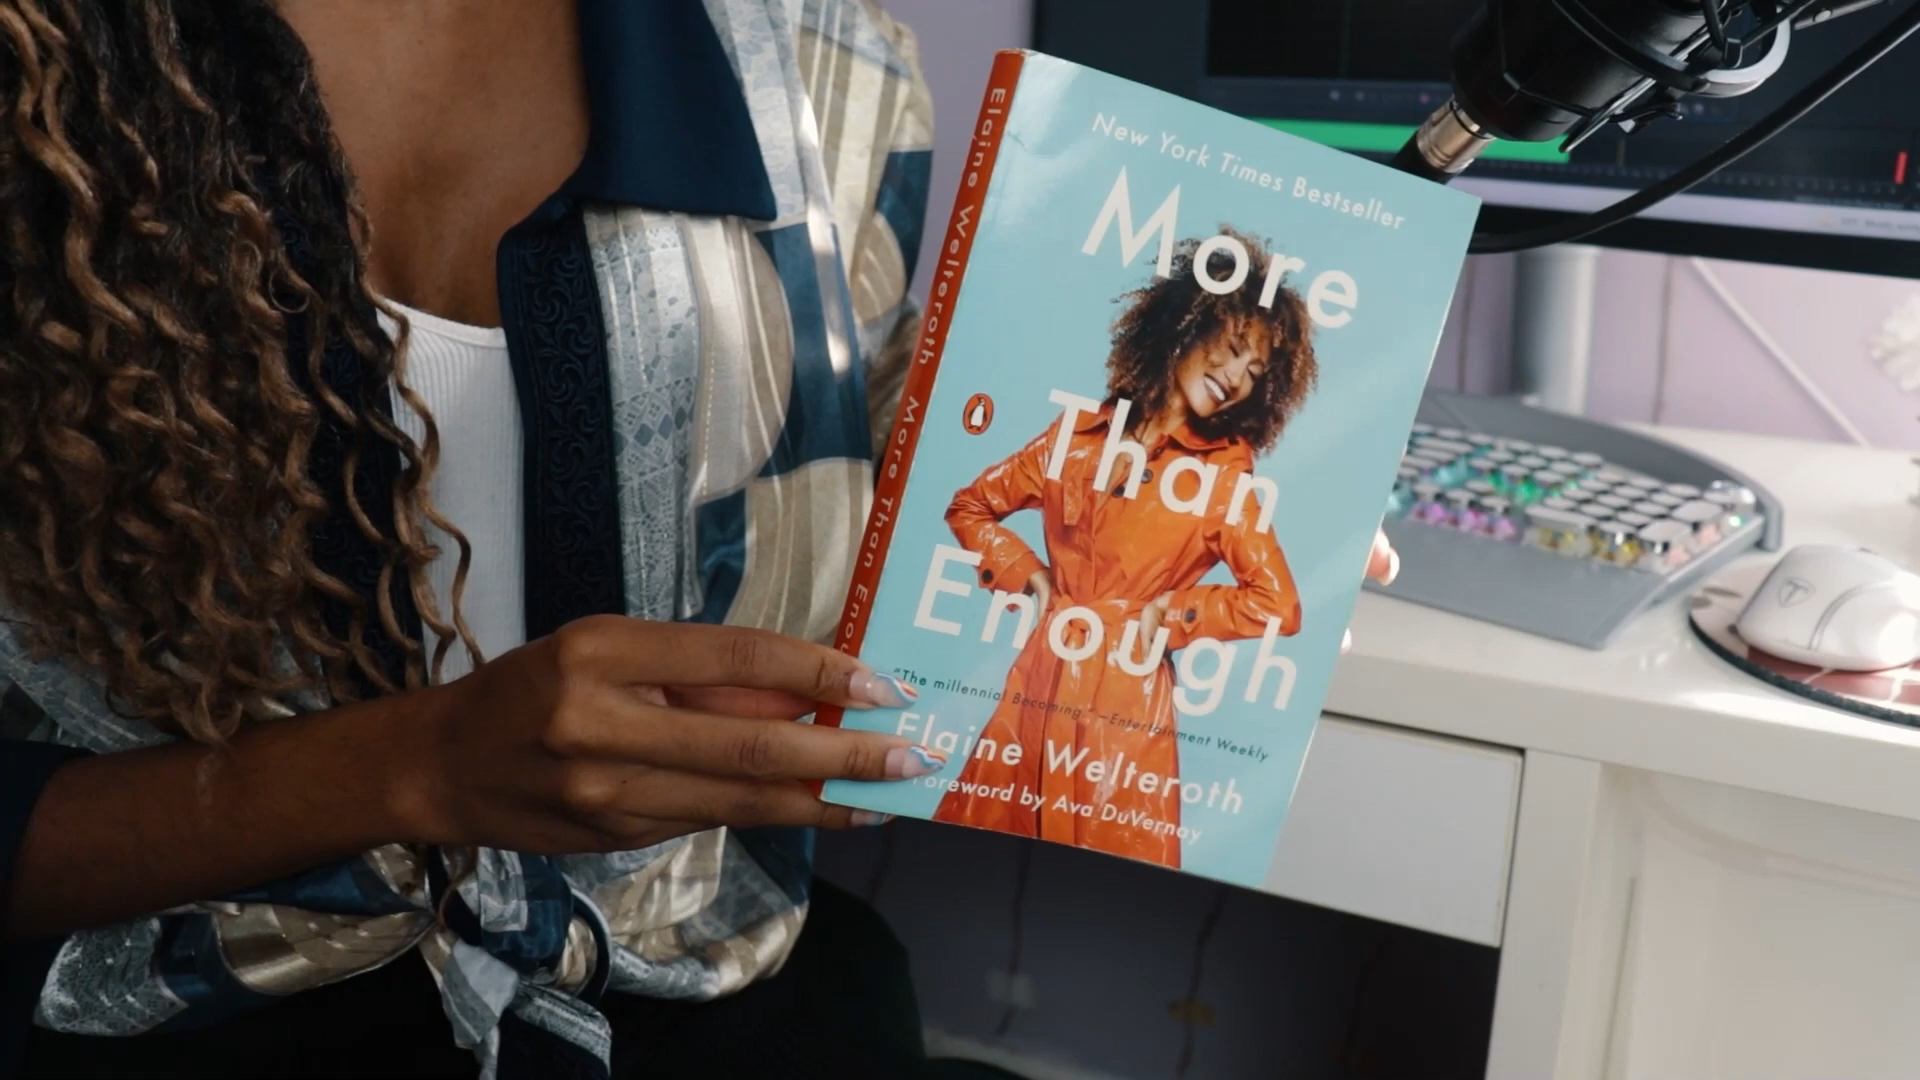 Elaine Welteroth More Than Enou
New York Times Bestseller
More
Than
Enough
"The millennial Becoming." —Entertainment Weekly
Elaine Welteroth
Foreword by Ava DuVernay